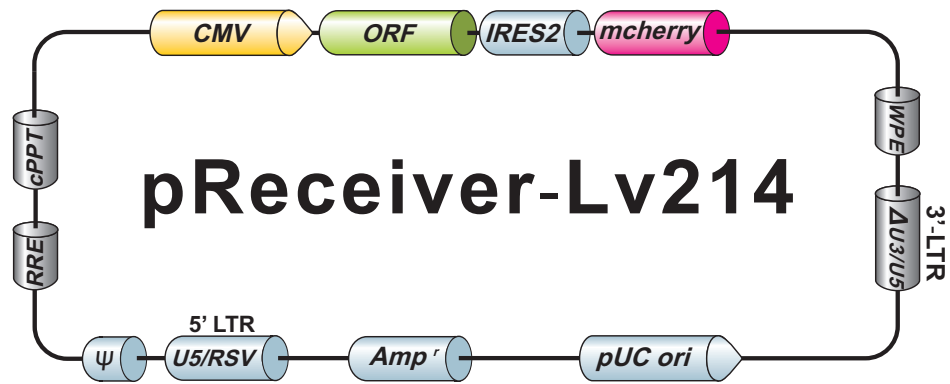 CMV ORF IRES2 mcherry
cPPT
WPE
pReceiver-Lv214
RRE
ΔU3/U5
3'-LTR
5' LTR
Ψ U5/RSV Amp r pUC ori